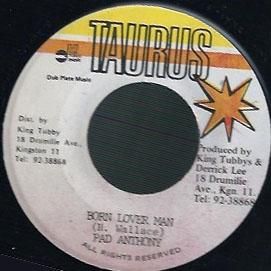 TAURUS
music
Dub Plate Music
Dist. by
King Tubby
18 Drumilie Ave.,
Kingston 11
Tel: 92-38868
Produced by
King Tubbys &
Derrick Lee
18 Drumilie
Ave., Kgn. 11.
Tel: 92-38868
BORN LOVER MAN
(B. Wallace)
PAD ANTHONY
ALL RIGHTS RESERVED